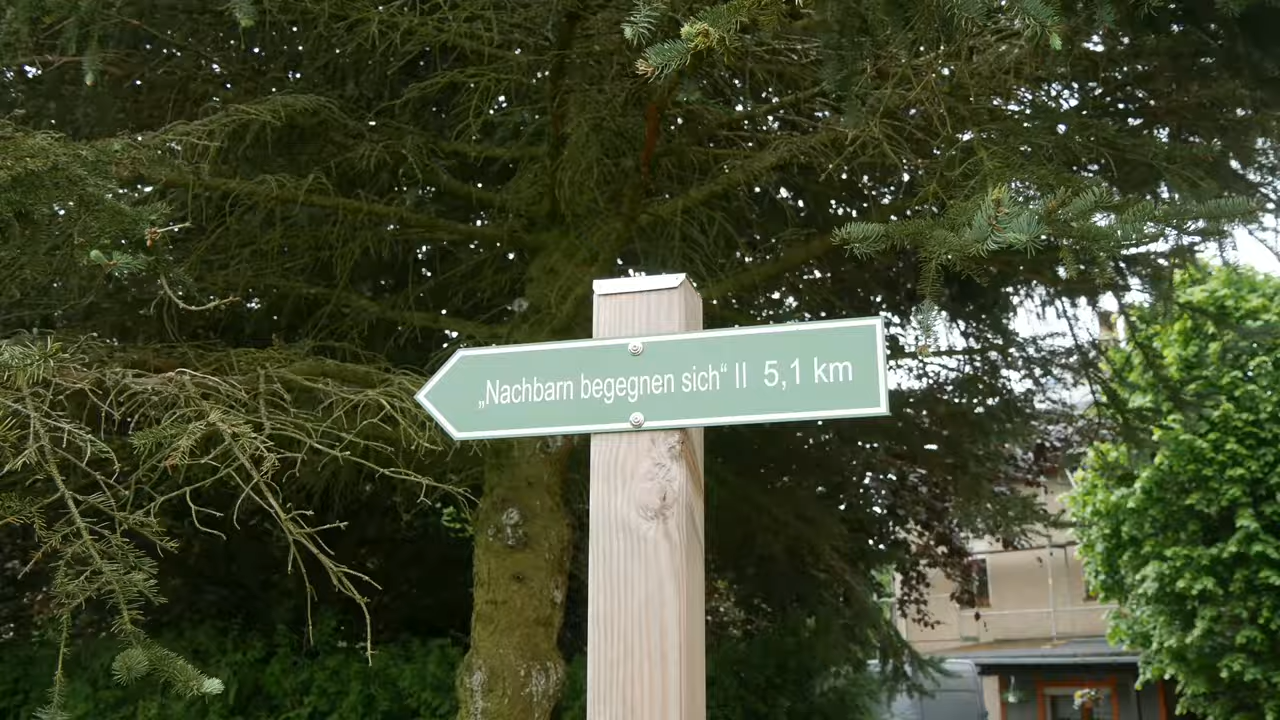 „Nachbarn begegnen sich“ II 5,1 km